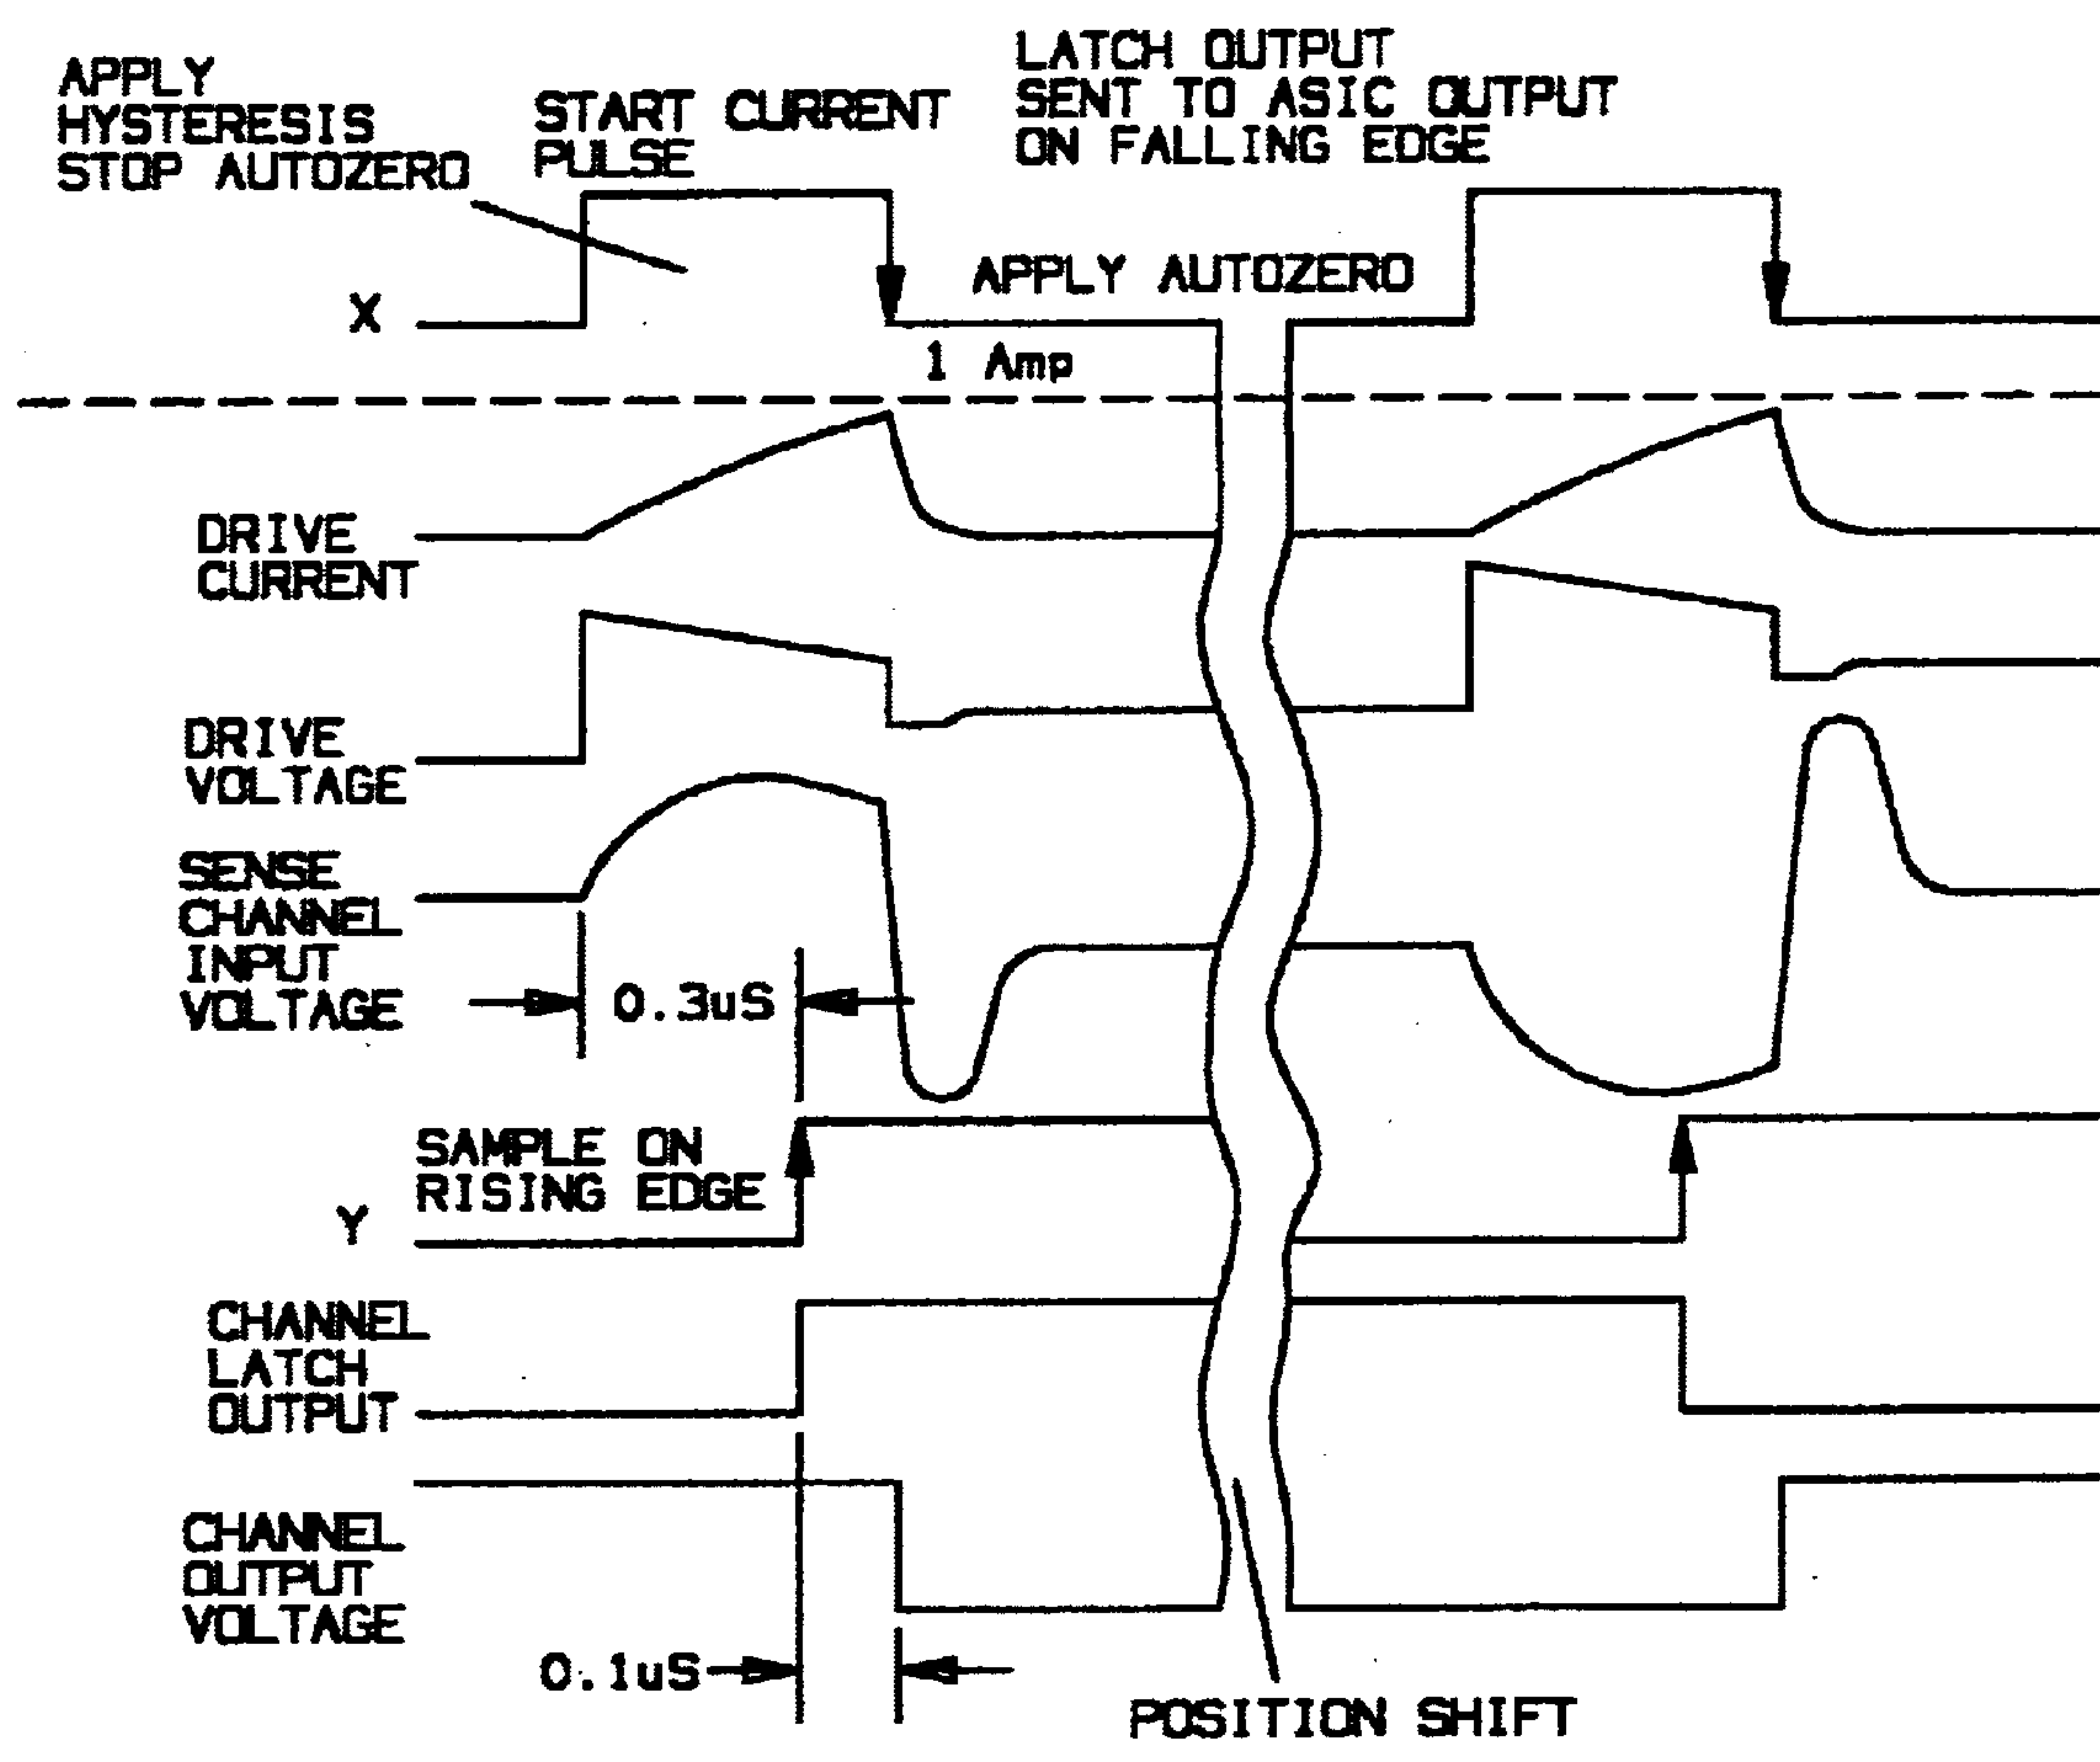 APPLY
HYSTERESIS
STOP AUTOZERO
START CURRENT
PULSE
LATCH OUTPUT
SENT TO ASIC OUTPUT
ON FALLING EDGE
X
APPLY AUTOZERO
1 Amp
DRIVE
CURRENT
DRIVE
VOLTAGE
SENSE
CHANNEL
INPUT
VOLTAGE
0.3uS
SAMPLE ON
RISING EDGE
Y
CHANNEL
LATCH
OUTPUT
CHANNEL
OUTPUT
VOLTAGE
0.1uS
POSITION SHIFT